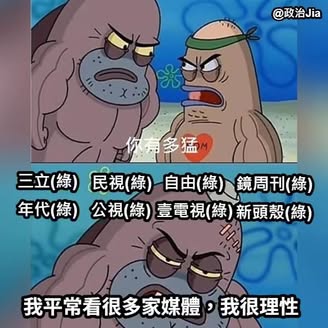 @政治Jia
你有多猛
MOM
三立(綠) 民視(綠) 自由(綠) 鏡周刊(綠)
年代(綠) 公視(綠) 壹電視(綠) 新頭殼(綠)
我平常看很多家媒體，我很理性